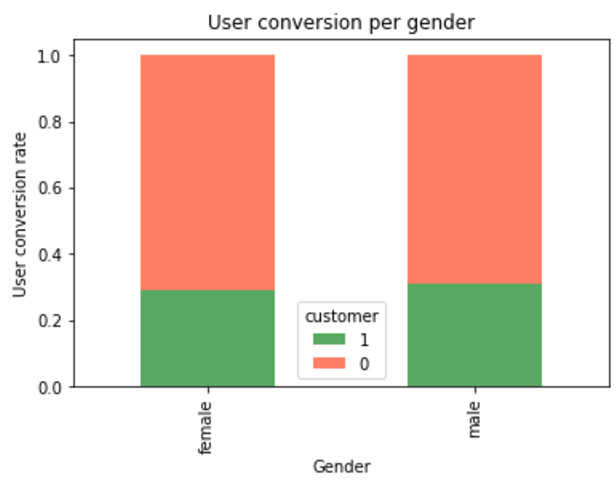 User conversion per gender
User conversion rate
1.0
0.8
0.6
0.4
0.2
0.0
customer
1
0
female
male
Gender